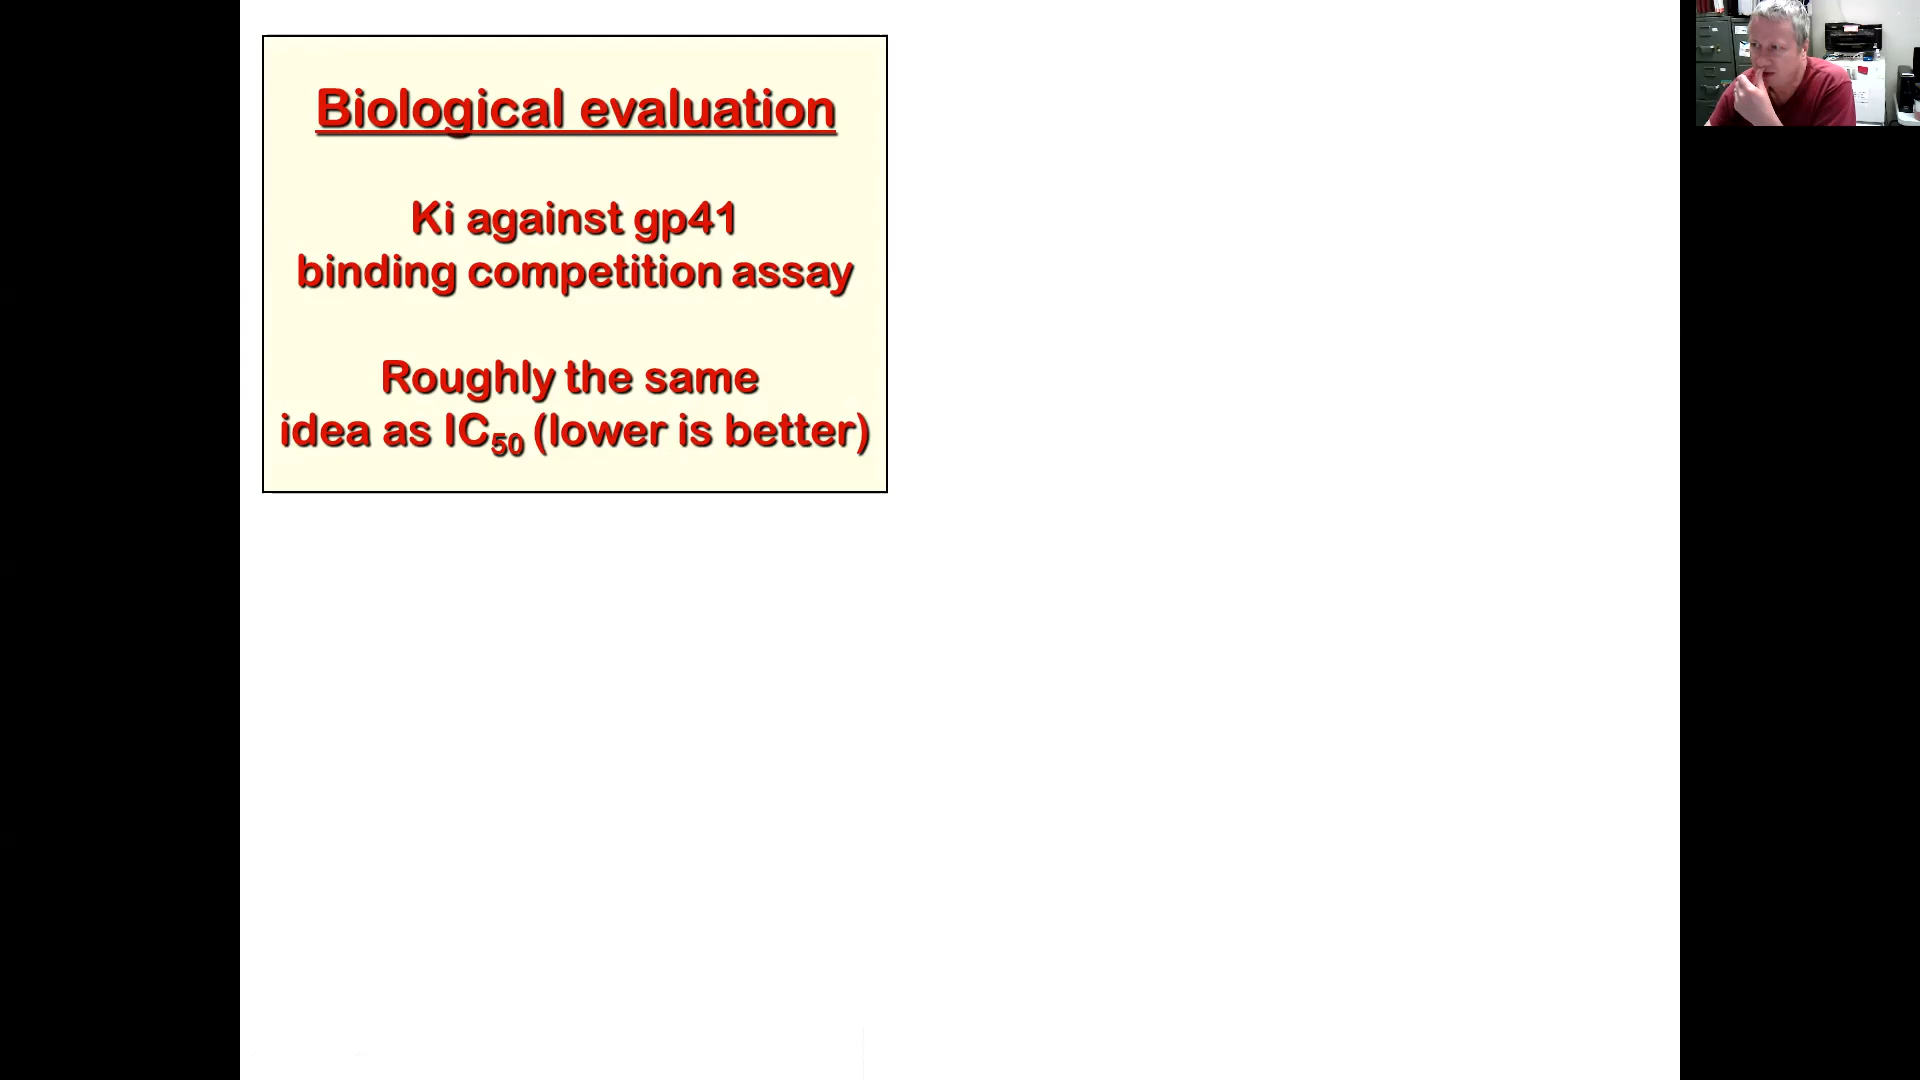 Biological evaluation
Ki against gp41
binding competition assay
Roughly the same
idea as IC₅₀ (lower is better)